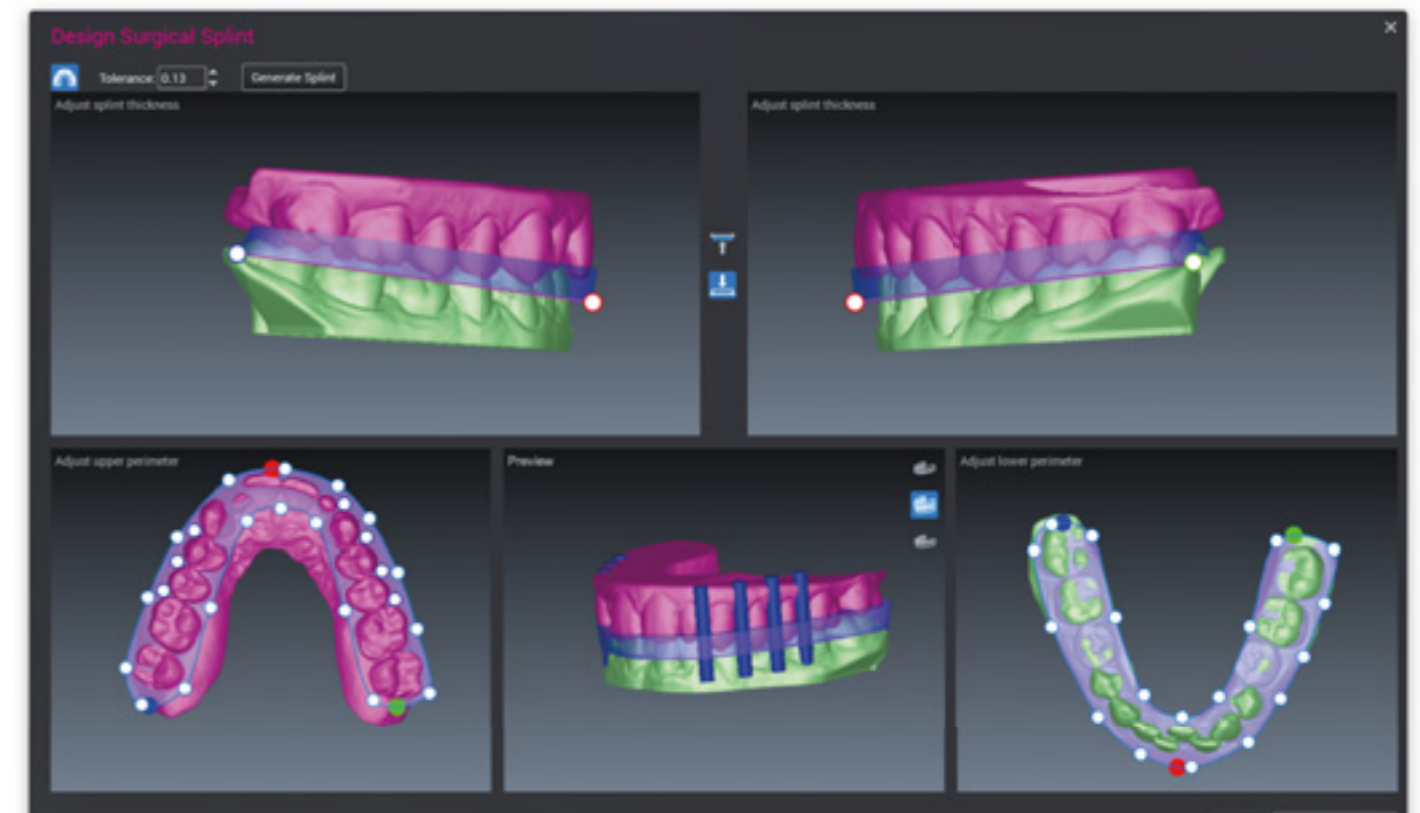 Design Surgical Splint
Tolerance: 0.13
Generate Splint
Adjust splint thickness
Adjust splint thickness
Adjust upper perimeter
Preview
Adjust lower perimeter